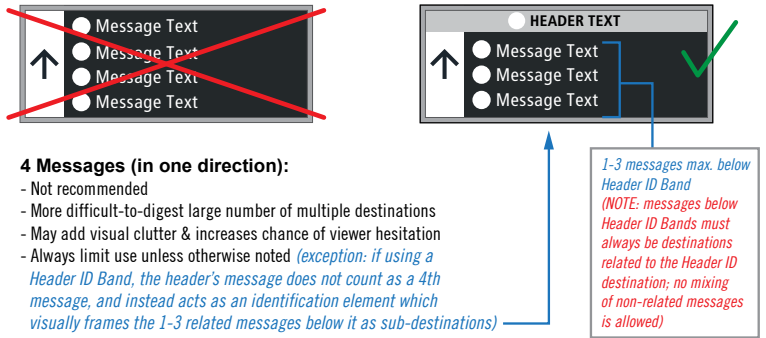 Message Text
Message Text
Message Text
Message Text
HEADER TEXT
Message Text
Message Text
Message Text
4 Messages (in one direction):
- Not recommended
- More difficult-to-digest large number of multiple destinations
- May add visual clutter & increases chance of viewer hesitation
- Always limit use unless otherwise noted (exception: if using a
Header ID Band, the header's message does not count as a 4th
message, and instead acts as an identification element which
visually frames the 1-3 related messages below it as sub-destinations)
1-3 messages max. below
Header ID Band
(NOTE: messages below
Header ID Bands must
always be destinations
related to the Header ID
destination; no mixing
of non-related messages
is allowed)